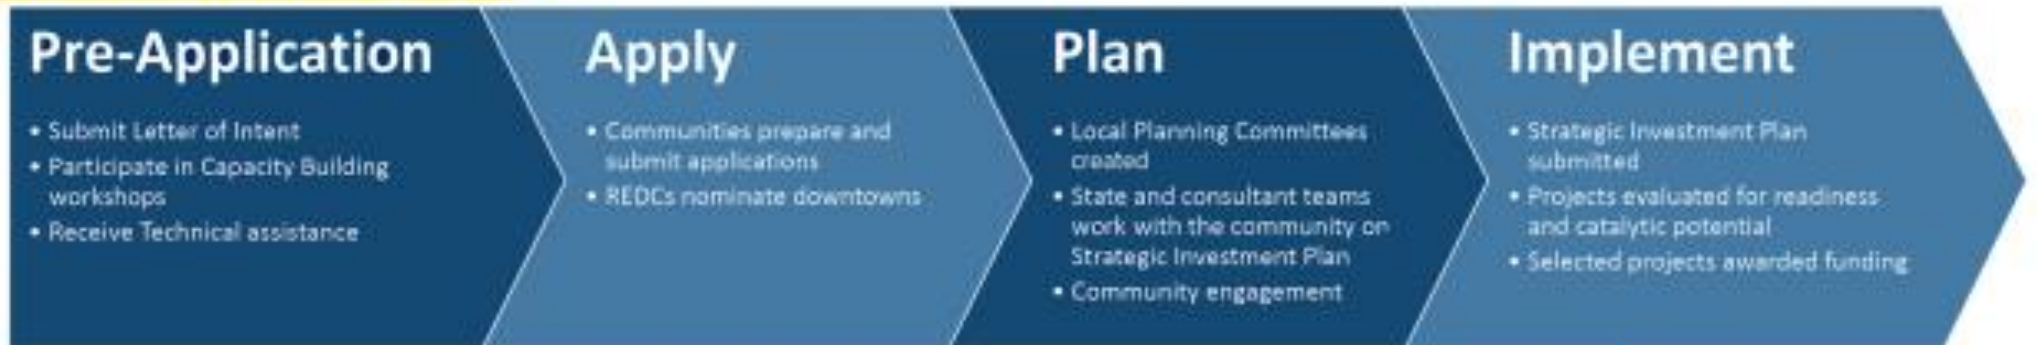 Pre-Application
• Submit Letter of Intent
• Participate in Capacity Building
workshops
• Receive Technical assistance
Apply
• Communities prepare and
submit applications
• REDCs nominate downtowns
Plan
• Local Planning Committees
created
• State and consultant teams
work with the community on
Strategic Investment Plan
• Community engagement
Implement
• Strategic Investment Plan
submitted
• Projects evaluated for readiness
and catalytic potential
• Selected projects awarded funding